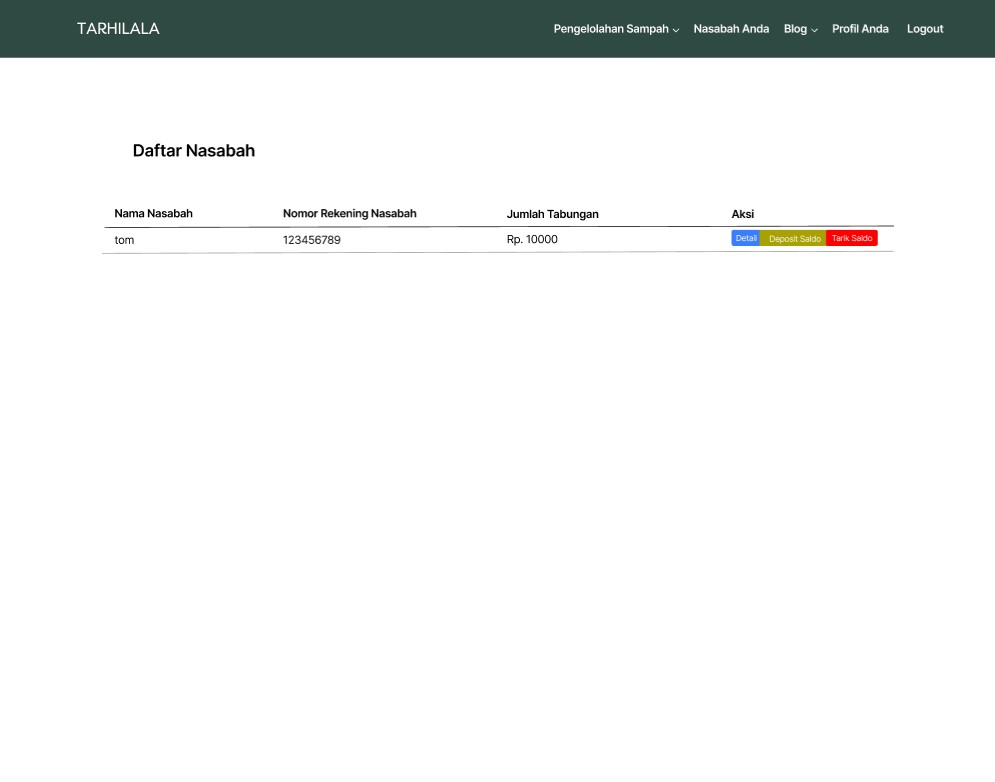 TARHILALA Pengelolahan Sampah Nasabah Anda Blog Profil Anda Logout
Daftar Nasabah
Nama Nasabah Nomor Rekening Nasabah Jumlah Tabungan Aksi
tom 123456789 Rp. 10000 Detail Deposit Saldo Tarik Saldo